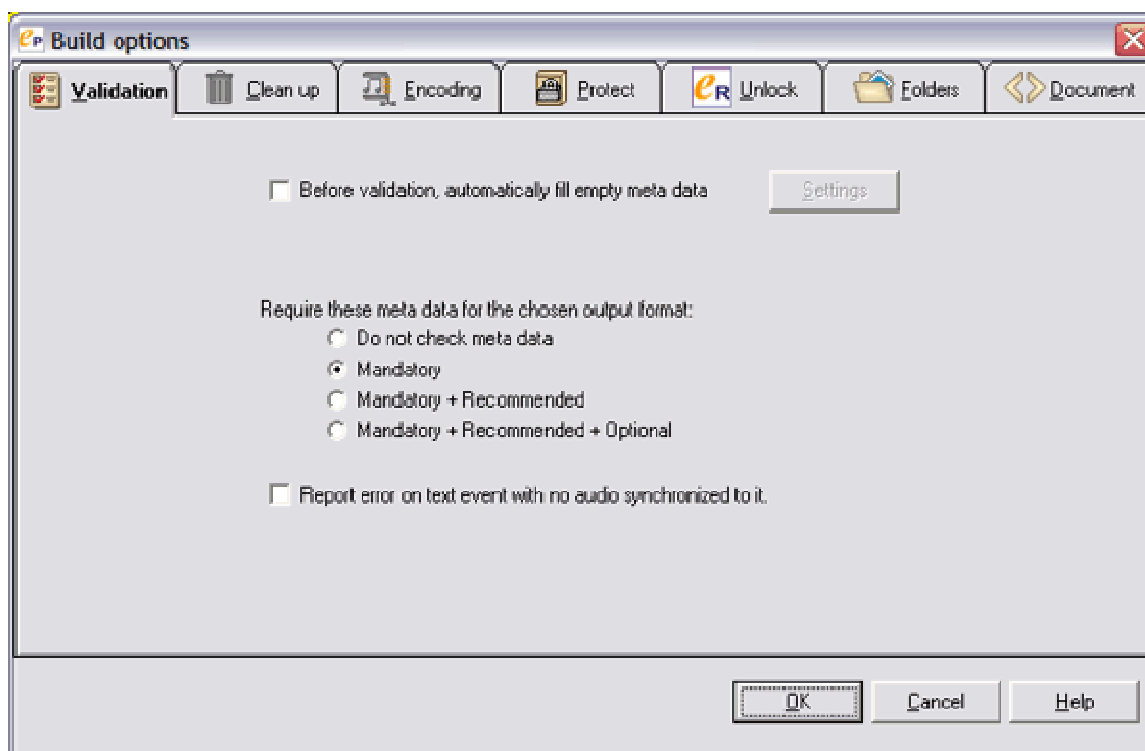 eP Build options
Validation Clean up Encoding Protect eR Unlock Folders Document
Before validation, automatically fill empty meta data Settings
Require these meta data for the chosen output format:
Do not check meta data
Mandatory
Mandatory + Recommended
Mandatory + Recommended + Optional
Report error on text event with no audio synchronized to it.
OK Cancel Help